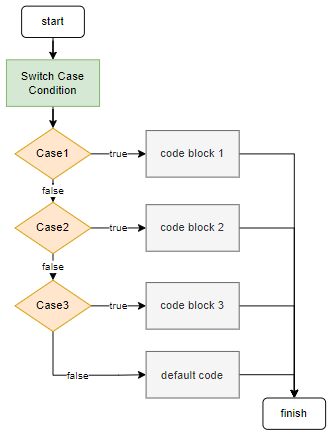 start
Switch Case
Condition
Case1
true
code block 1
false
Case2
true
code block 2
false
Case3
true
code block 3
false
default code
finish